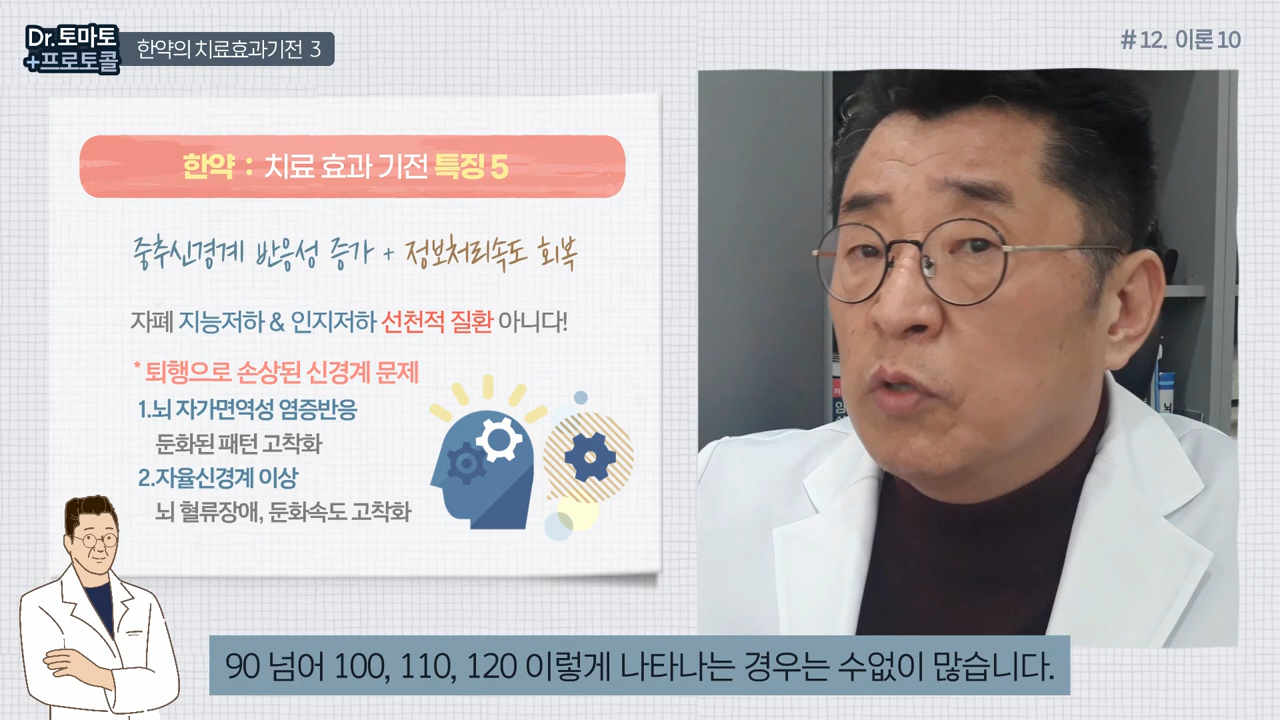 Dr.토마토
+프로토콜
한약의 치료효과기전 3
#12. 이론 10
한약 : 치료 효과 기전 특징 5
중추신경계 반응성 증가 + 정보처리속도 회복
자폐 지능저하 & 인지저하 선천적 질환 아니다!
* 퇴행으로 손상된 신경계 문제
1.뇌 자가면역성 염증반응
둔화된 패턴 고착화
2.자율신경계 이상
뇌 혈류장애, 둔화속도 고착화
90 넘어 100, 110, 120 이렇게 나타나는 경우는 수없이 많습니다.